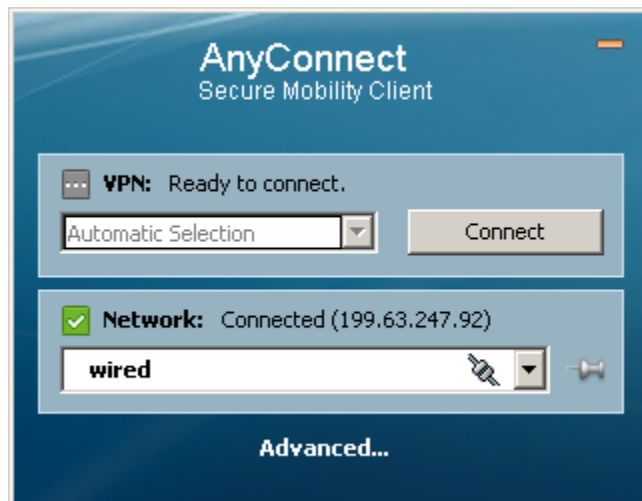 AnyConnect
Secure Mobility Client
VPN: Ready to connect.
Automatic Selection
Connect
Network: Connected (199.63.247.92)
wired
Advanced...